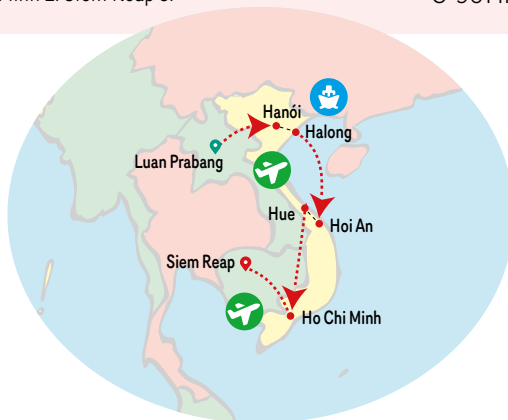 Hanói
Halong
Luan Prabang
Hue
Hoi An
Siem Reap
Ho Chi Minh